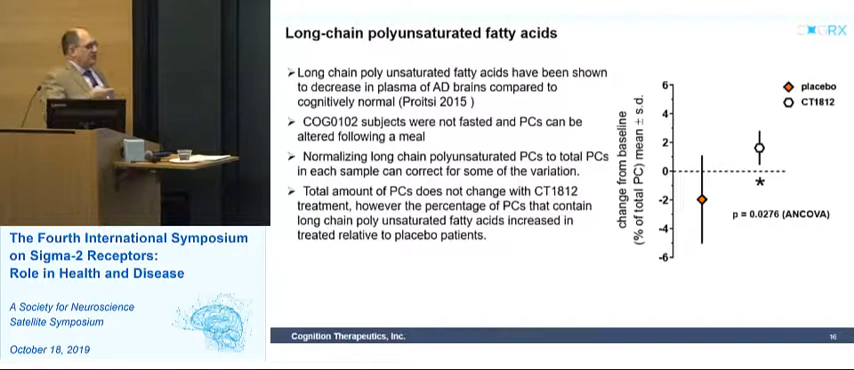 Long-chain polyunsaturated fatty acids
➢Long chain poly unsaturated fatty acids have been shown
to decrease in plasma of AD brains compared to
cognitively normal (Proitsi 2015 )
➢ COG0102 subjects were not fasted and PCs can be
altered following a meal
➢ Normalizing long chain polyunsaturated PCs to total PCs
in each sample can correct for some of the variation.
➢ Total amount of PCs does not change with CT1812
treatment, however the percentage of PCs that contain
long chain poly unsaturated fatty acids increased in
treated relative to placebo patients.
change from baseline
(% of total PC) mean ± s.d.
6
4
2
0
-2
-4
-6
placebo
CT1812
*
p = 0.0276 (ANCOVA)
The Fourth International Symposium
on Sigma-2 Receptors:
Role in Health and Disease
A Society for Neuroscience
Satellite Symposium
October 18, 2019
Cognition Therapeutics, Inc.
16